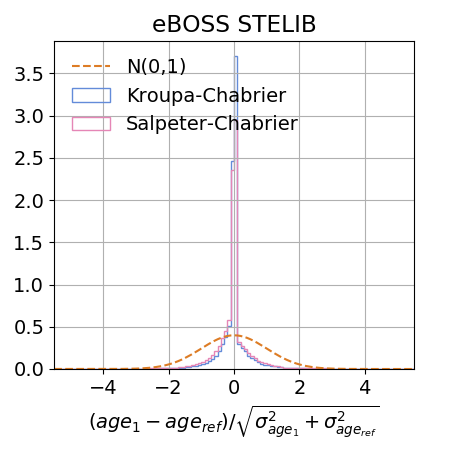 eBOSS STELIB
N(0,1)
Kroupa-Chabrier
Salpeter-Chabrier
3.5
3.0
2.5
2.0
1.5
1.0
0.5
0.0
−4 −2 0 2 4
(age₁ − age_ref)/√(σ²_age₁ + σ²_age_ref)